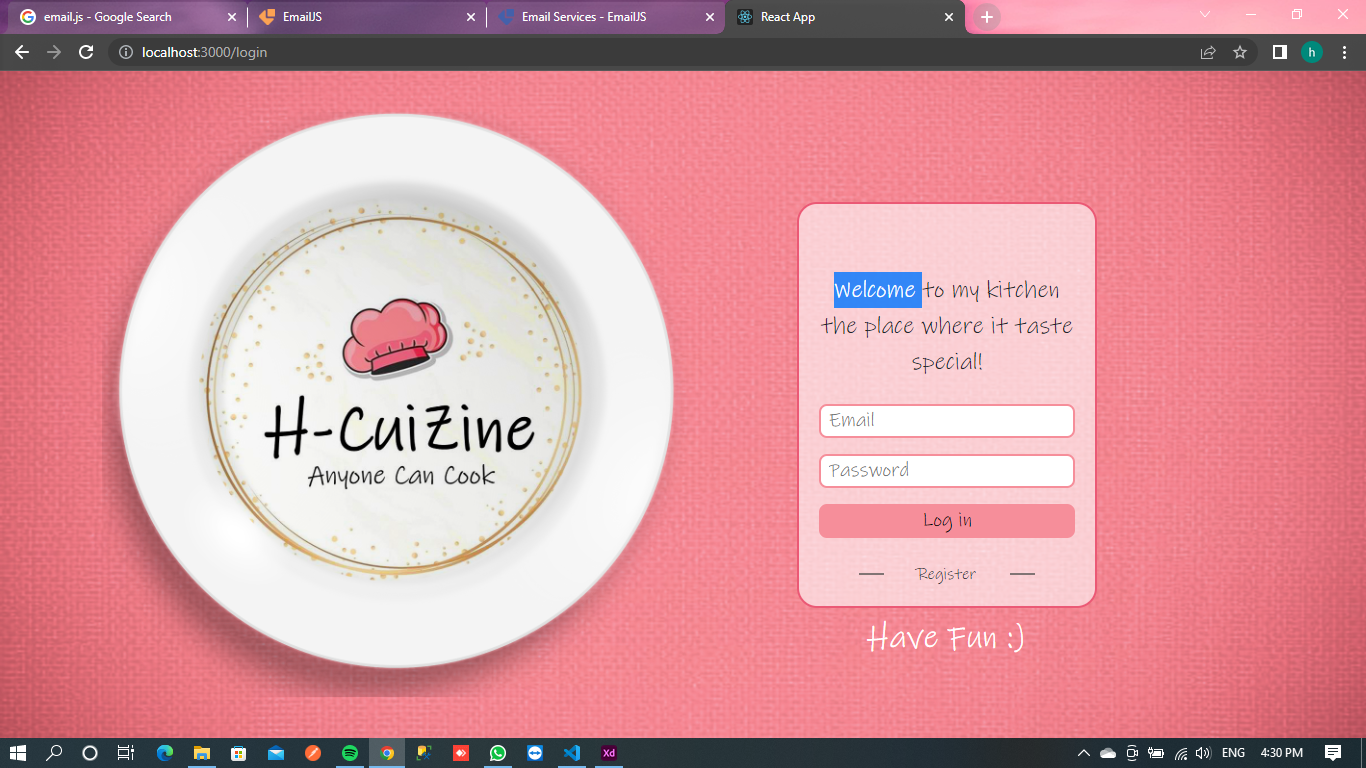 email.js - Google Search
EmailJS
Email Services - EmailJS
React App
localhost:3000/login
h
H-CuiZine
Anyone Can Cook
Welcome to my kitchen
the place where it taste
special!
Email
Password
Log in
Register
Have Fun :)
Xd
ENG
4:30 PM